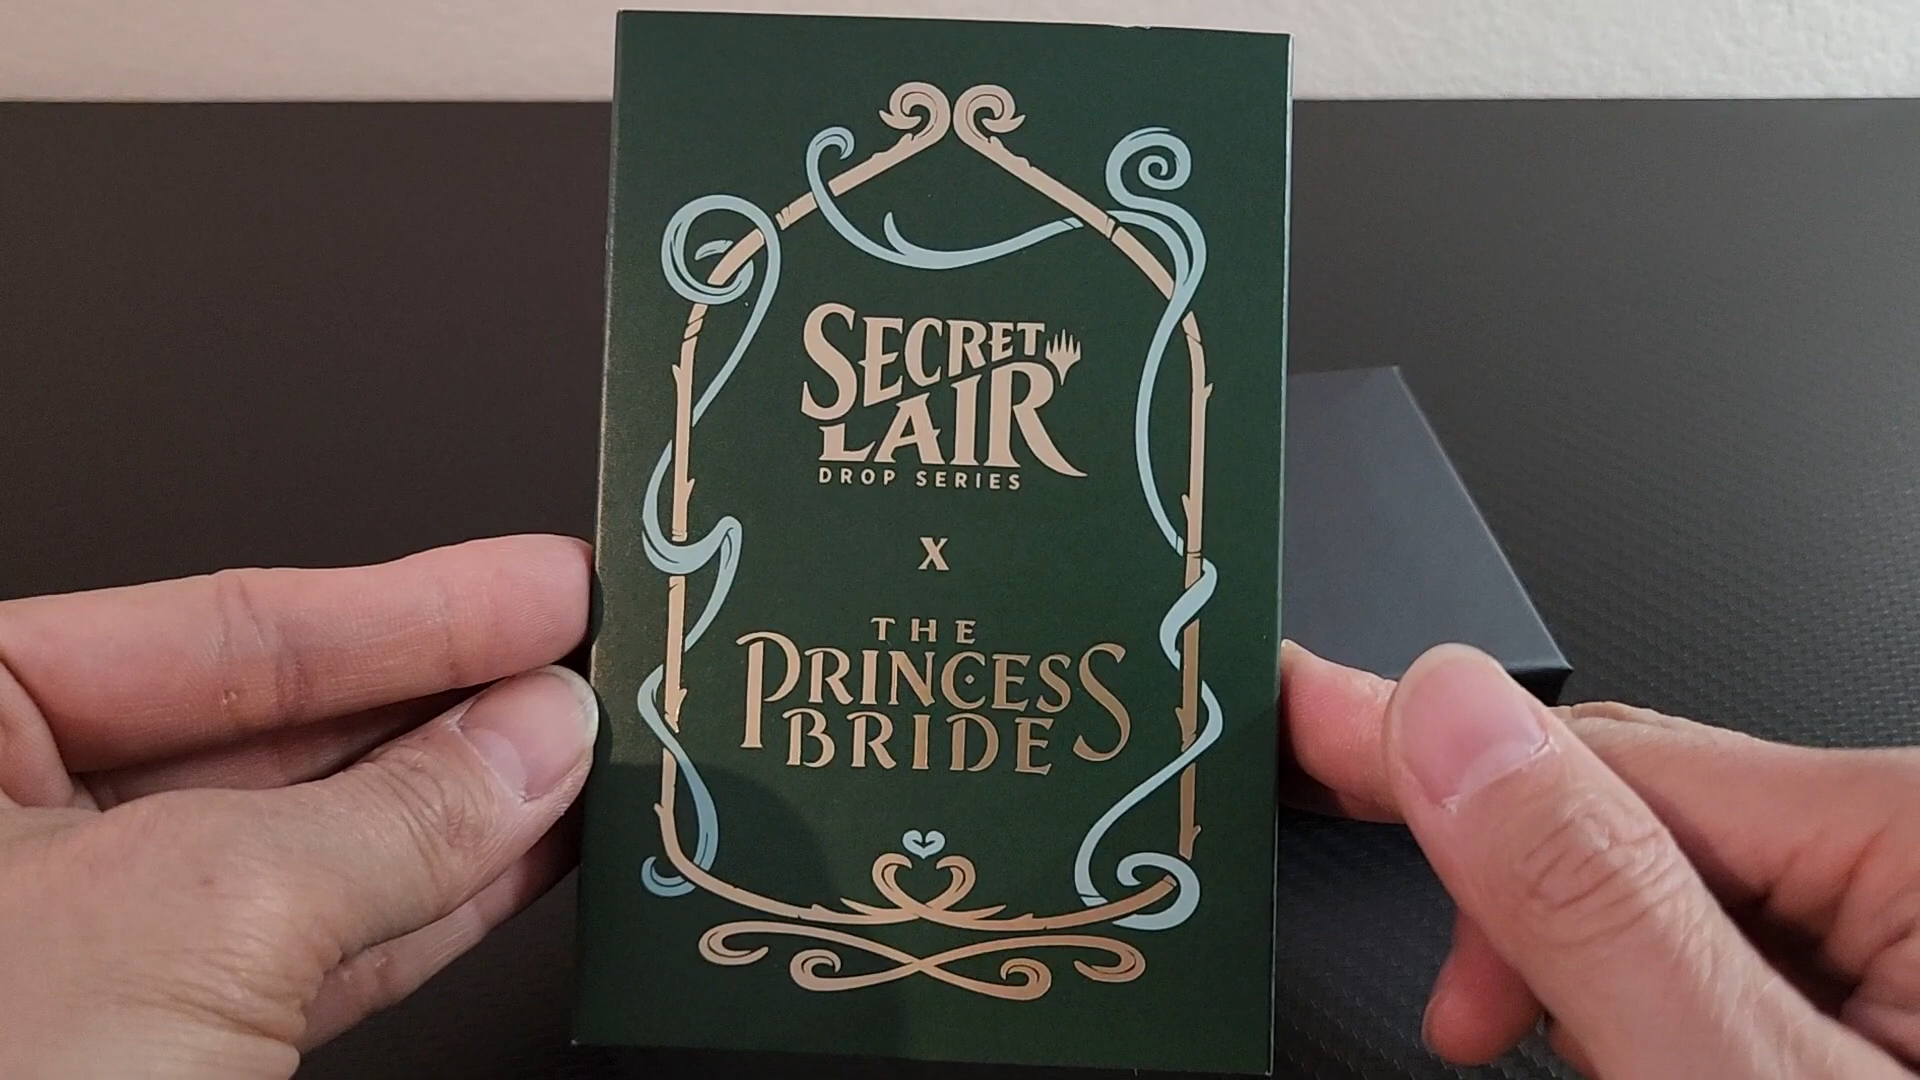 SECRET
LAIR
DROP SERIES
X
THE
PRINCESS
BRIDE